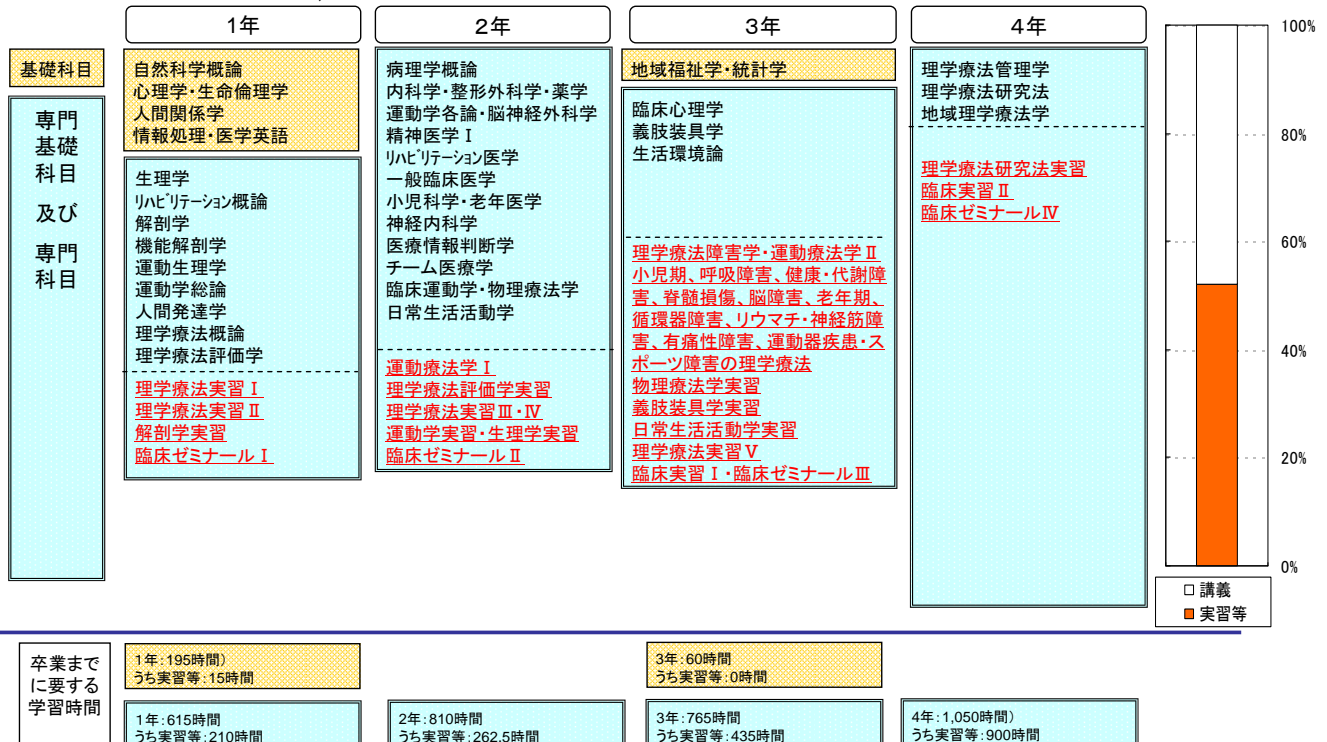 1年
2年
3年
4年
基礎科目
自然科学概論
心理学・生命倫理学
人間関係学
情報処理・医学英語
地域福祉学・統計学
専門
基礎
科目
及び
専門
科目
生理学
ﾘﾊﾋﾞﾘﾃｰｼｮﾝ概論
解剖学
機能解剖学
運動生理学
運動学総論
人間発達学
理学療法概論
理学療法評価学
理学療法実習Ⅰ
理学療法実習Ⅱ
解剖学実習
臨床ゼミナールⅠ
病理学概論
内科学・整形外科学・薬学
運動学各論・脳神経外科学
精神医学Ⅰ
ﾘﾊﾋﾞﾘﾃｰｼｮﾝ医学
一般臨床医学
小児科学・老年医学
神経内科学
医療情報判断学
チーム医療学
臨床運動学・物理療法学
日常生活活動学
運動療法学Ⅰ
理学療法評価学実習
理学療法実習Ⅲ・Ⅳ
運動学実習・生理学実習
臨床ゼミナールⅡ
臨床心理学
義肢装具学
生活環境論
理学療法障害学・運動療法学Ⅱ
小児期、呼吸障害、健康・代謝障
害、脊髄損傷、脳障害、老年期、
循環器障害、リウマチ・神経筋障
害、有痛性障害、運動器疾患・ス
ポーツ障害の理学療法
物理療法学実習
義肢装具学実習
日常生活活動学実習
理学療法実習Ⅴ
臨床実習Ⅰ・臨床ゼミナールⅢ
理学療法管理学
理学療法研究法
地域理学療法学
理学療法研究法実習
臨床実習Ⅱ
臨床ゼミナールⅣ
100%
80%
60%
40%
20%
0%
講義
実習等
卒業まで
に要する
学習時間
1年:195時間)
うち実習等:15時間
3年:60時間
うち実習等:0時間
1年:615時間
うち実習等:210時間
2年:810時間
うち実習等:262.5時間
3年:765時間
うち実習等:435時間
4年:1,050時間)
うち実習等:900時間